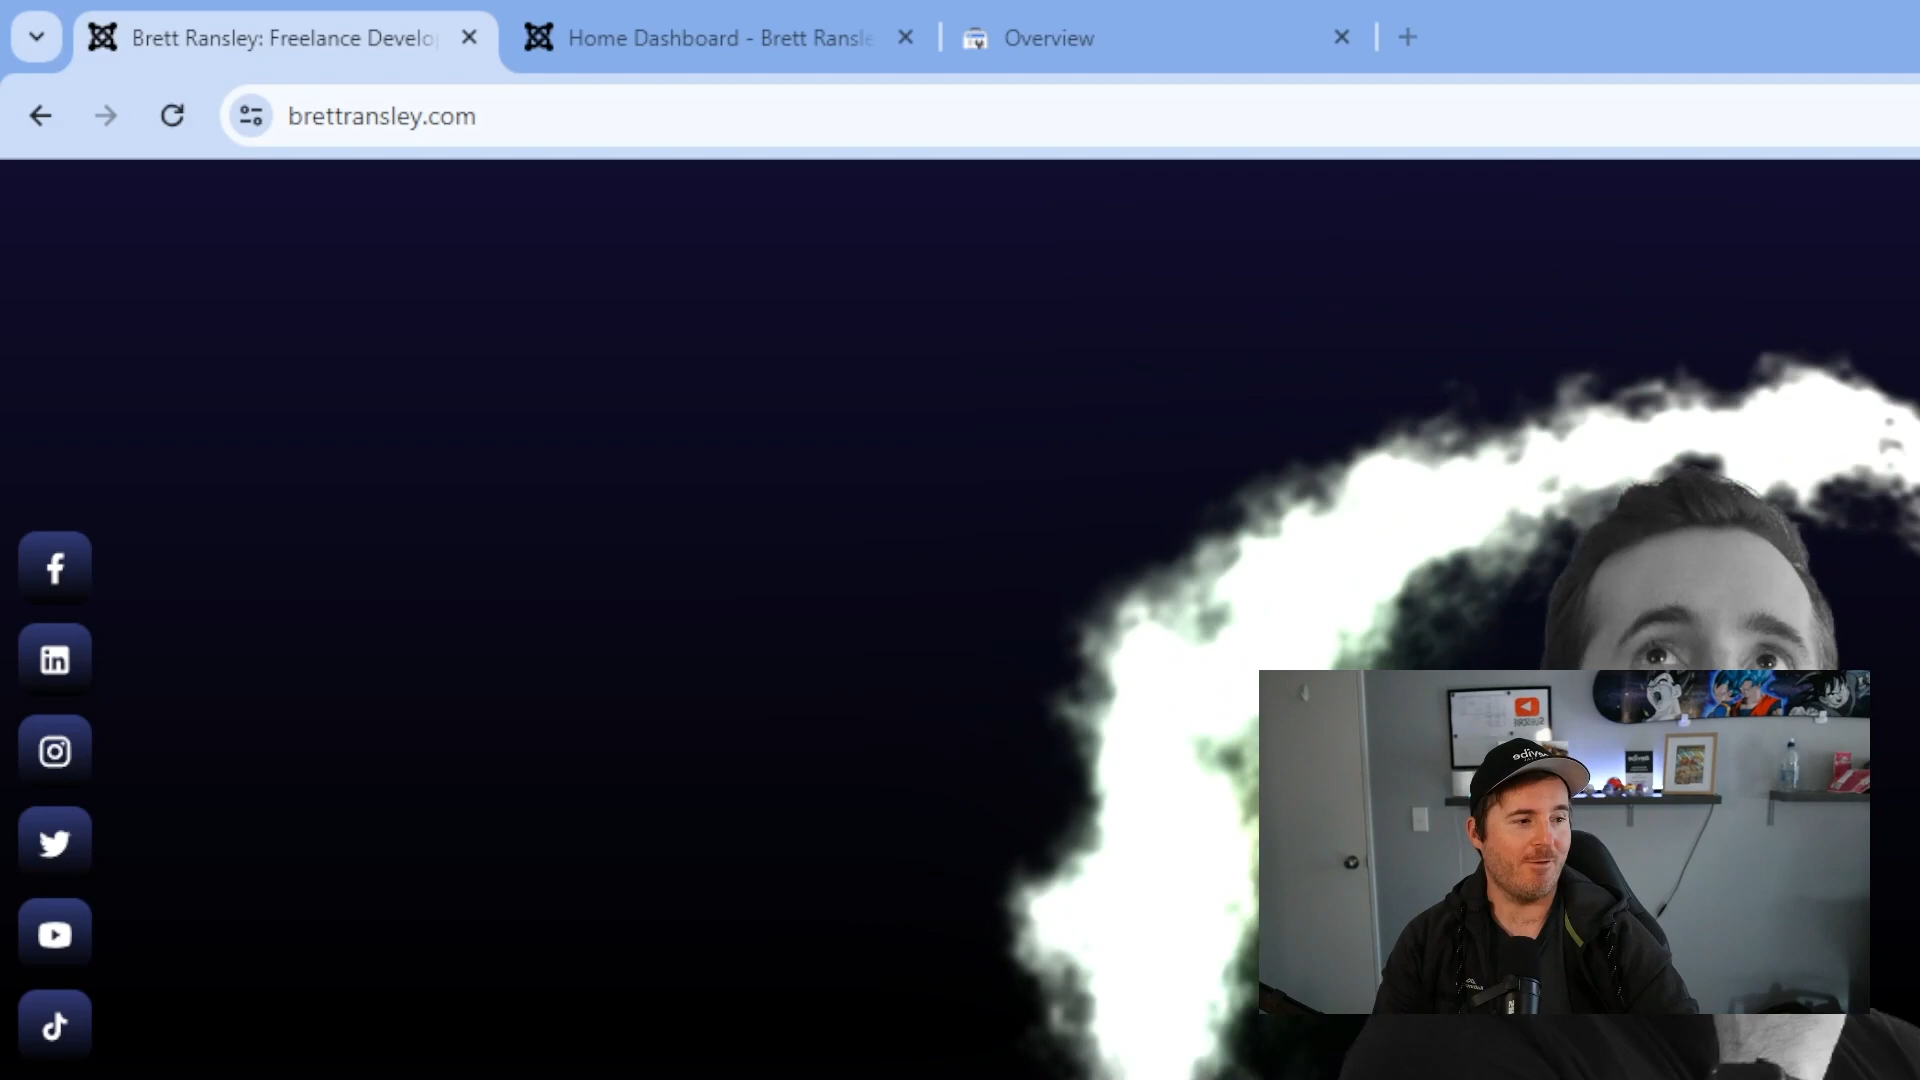 Brett Ransley: Freelance Develo
Home Dashboard - Brett Ransle
Overview
brettransley.com